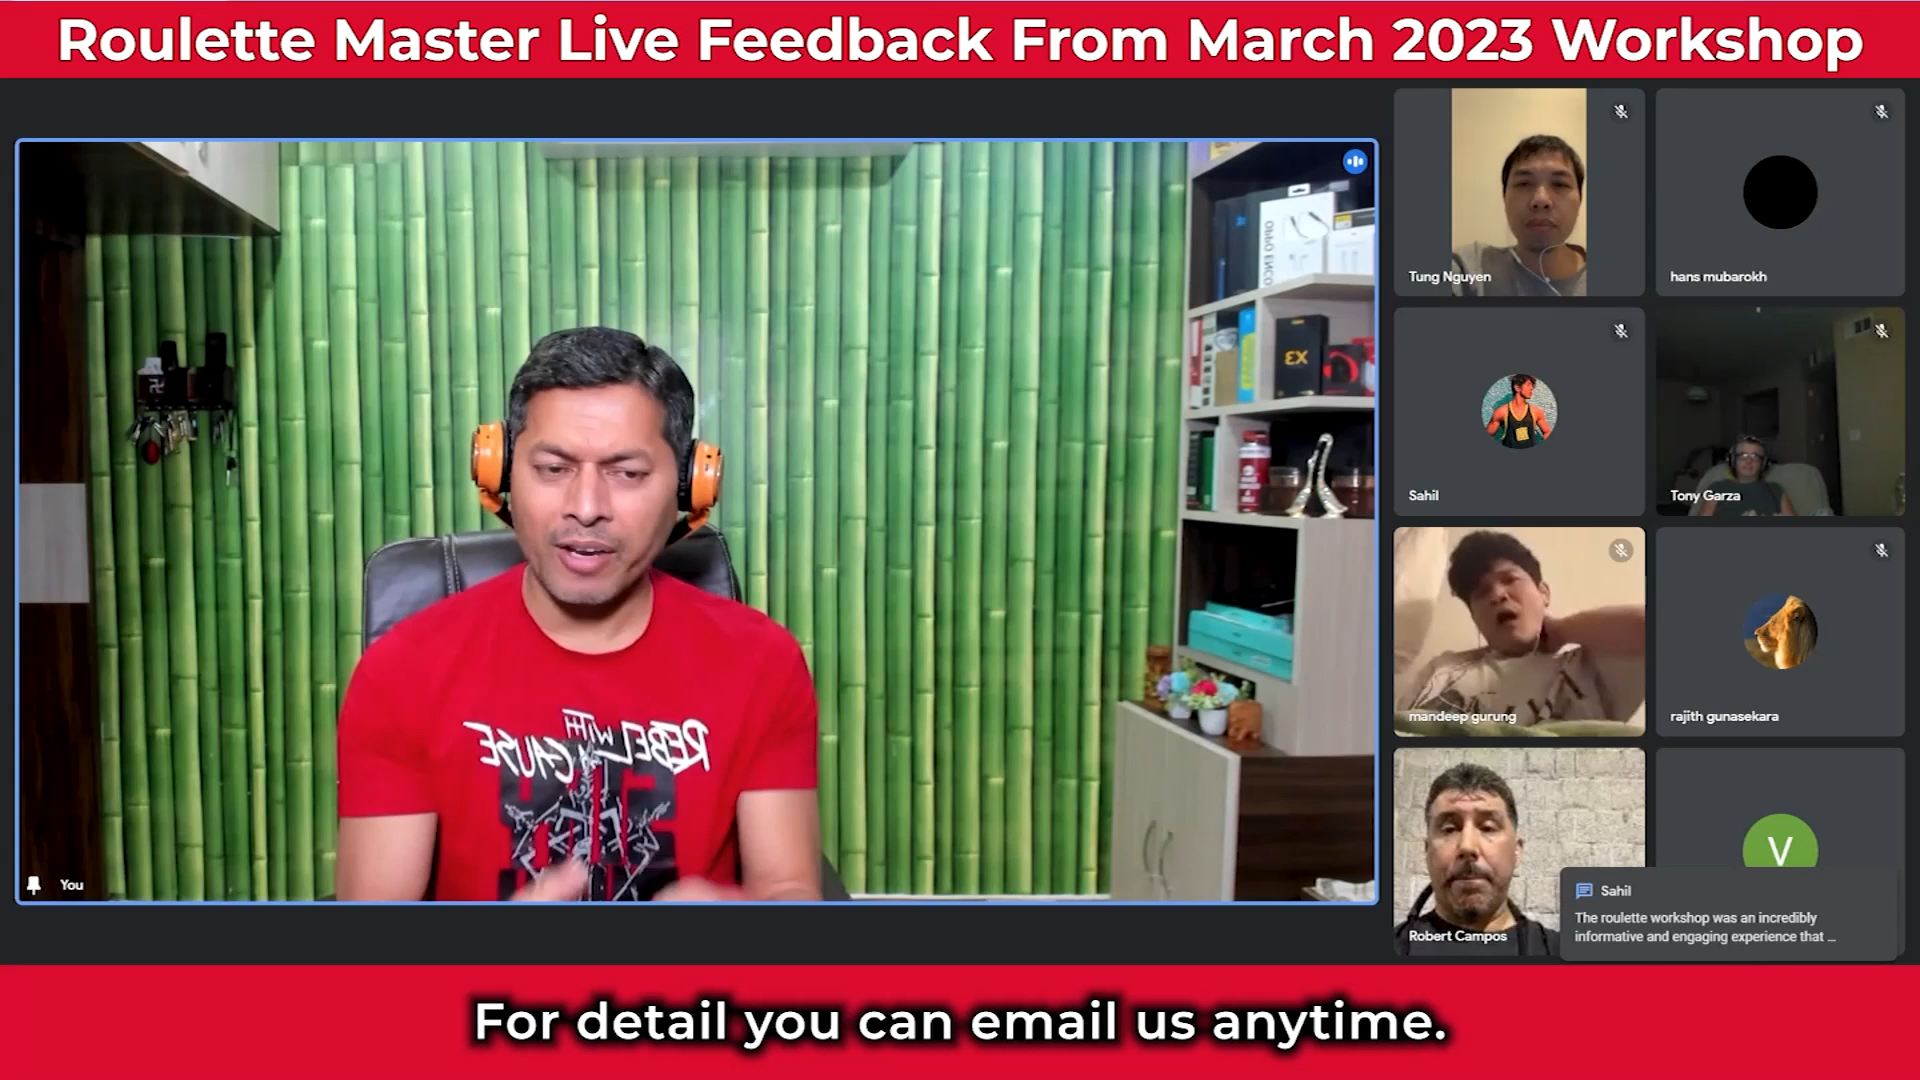 Roulette Master Live Feedback From March 2023 Workshop
Tung Nguyen
hans mubarokh
OPPO ENCO
EX
Sahil
Tony Garza
REBEL WITH
A CAUSE
mandeep gurung
rajith gunasekara
V
You
Robert Campos
Sahil
The roulette workshop was an incredibly
informative and engaging experience that ...
For detail you can email us anytime.